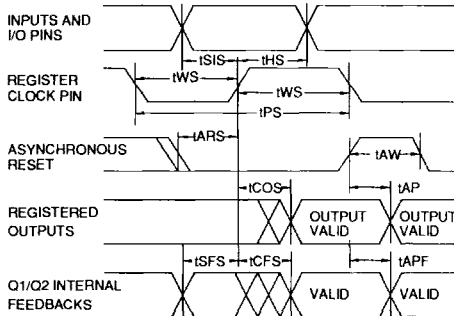 INPUTS AND
I/O PINS
tSIS
tHS
REGISTER
CLOCK PIN
tWS
tWS
tPS
ASYNCHRONOUS
RESET
tARS
tAW
tCOS
tAP
REGISTERED
OUTPUTS
OUTPUT
VALID
OUTPUT
VALID
tSFS
tCFS
tAPF
Q1/Q2 INTERNAL
FEEDBACKS
VALID
VALID